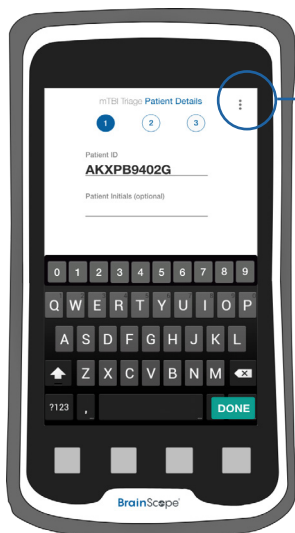 mTBI Triage Patient Details
1 2 3
Patient ID
AKXPB9402G
Patient Initials (optional)
0 1 2 3 4 5 6 7 8 9
Q W E R T Y U I O P
A S D F G H J K L
Z X C V B N M
?123 , DONE
BrainScope